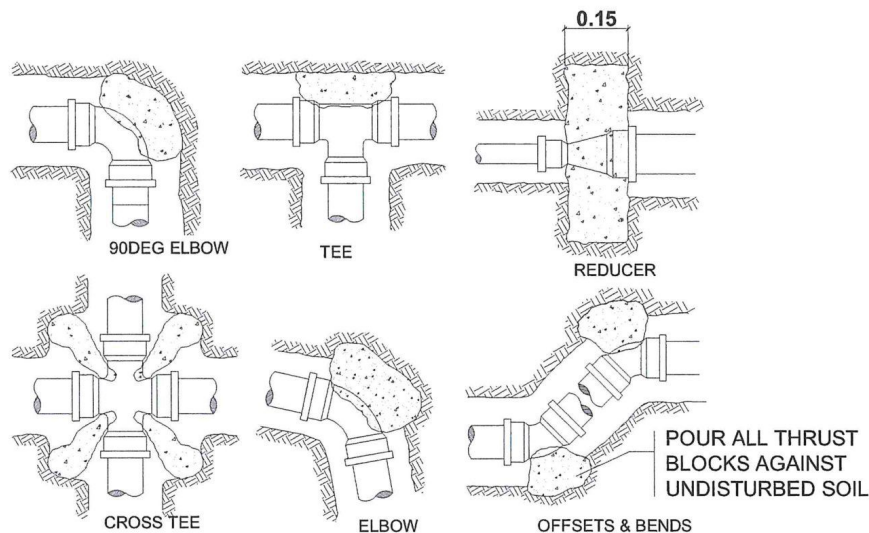 0.15
90DEG ELBOW
TEE
REDUCER
CROSS TEE
ELBOW
OFFSETS & BENDS
POUR ALL THRUST
BLOCKS AGAINST
UNDISTURBED SOIL